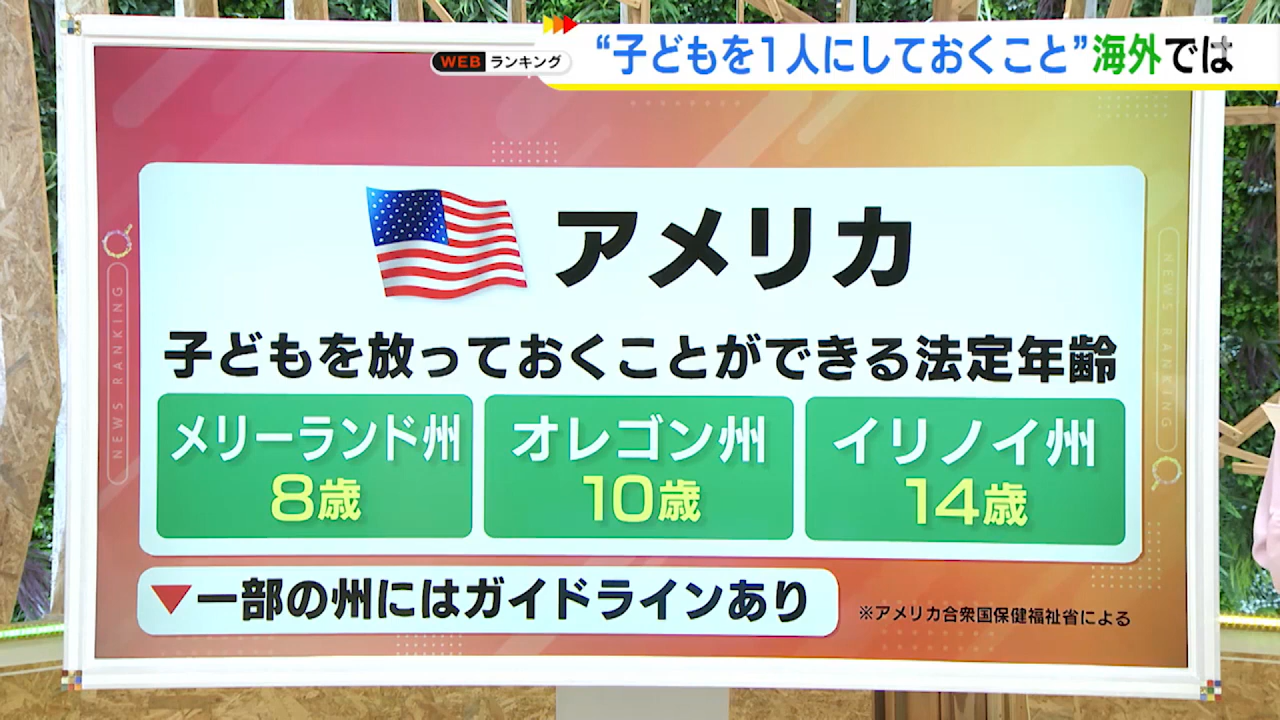 WEB ランキング
“子どもを1人にしておくこと”海外では
アメリカ
子どもを放っておくことができる法定年齢
メリーランド州
8歳
オレゴン州
10歳
イリノイ州
14歳
▼一部の州にはガイドラインあり
※アメリカ合衆国保健福祉省による
NEWS RANKING
NEWS RANKING